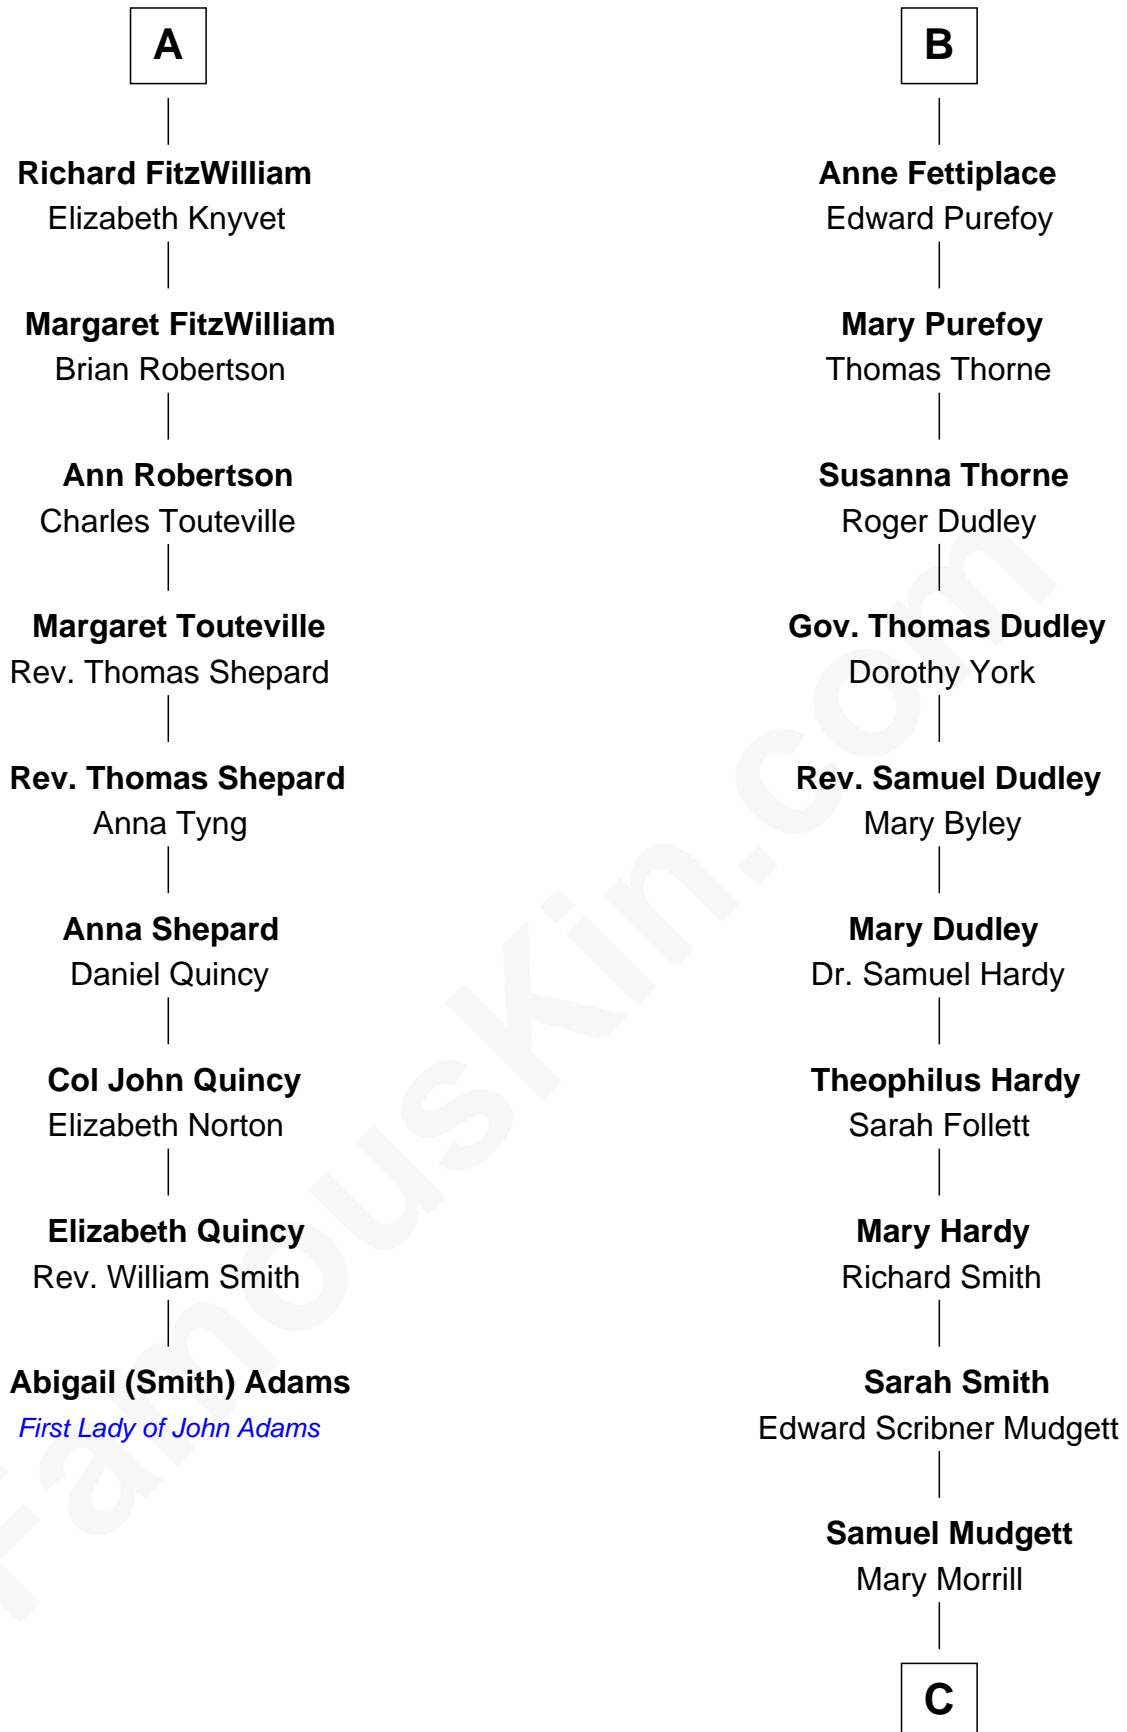 A
Richard FitzWilliam
Elizabeth Knyvet
Margaret FitzWilliam
Brian Robertson
Ann Robertson
Charles Touteville
Margaret Touteville
Rev. Thomas Shepard
Rev. Thomas Shepard
Anna Tyng
Anna Shepard
Daniel Quincy
Col John Quincy
Elizabeth Norton
Elizabeth Quincy
Rev. William Smith
Abigail (Smith) Adams
First Lady of John Adams
B
Anne Fettiplace
Edward Purefoy
Mary Purefoy
Thomas Thorne
Susanna Thorne
Roger Dudley
Gov. Thomas Dudley
Dorothy York
Rev. Samuel Dudley
Mary Byley
Mary Dudley
Dr. Samuel Hardy
Theophilus Hardy
Sarah Follett
Mary Hardy
Richard Smith
Sarah Smith
Edward Scribner Mudgett
Samuel Mudgett
Mary Morrill
C
FamousKin.com